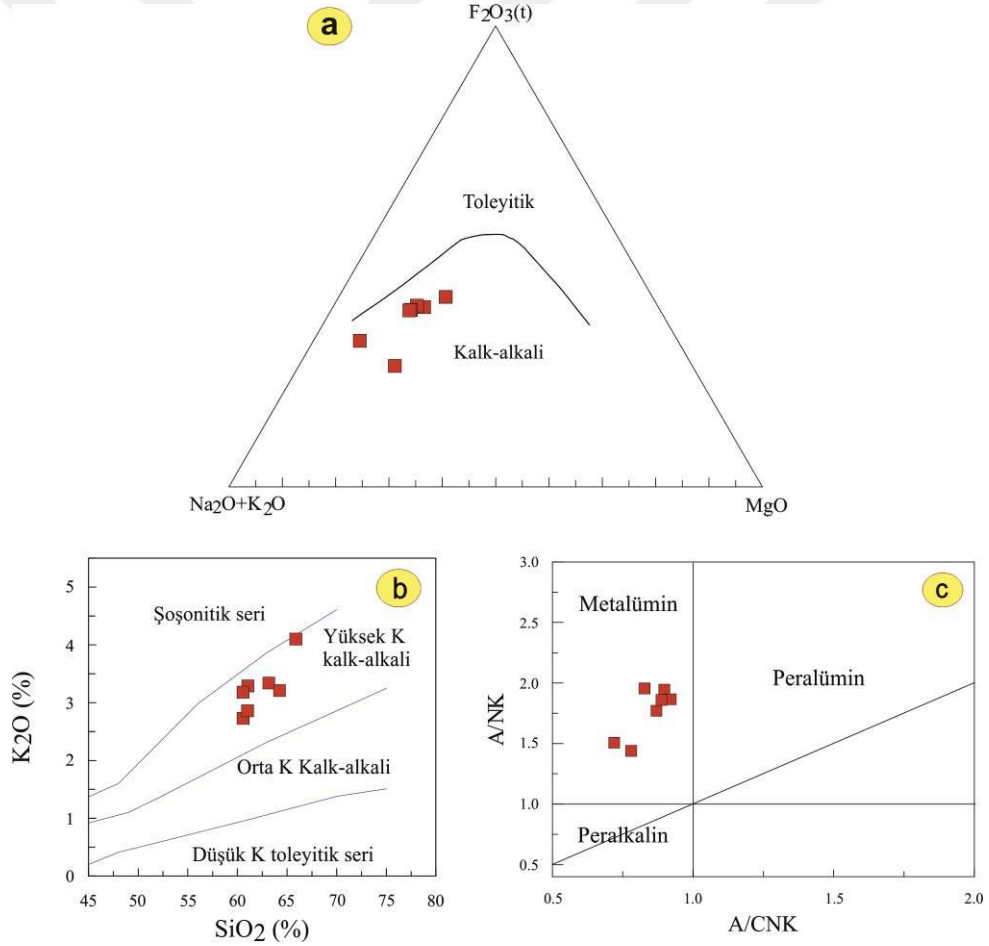 a
F2O3(t)
Toleyitik
Kalk-alkali
Na2O+K2O
MgO
b
Şoşonitik seri
Yüksek K
kalk-alkali
Orta K Kalk-alkali
Düşük K toleyitik seri
K2O (%)
5
4
3
2
1
0
45
50
55
60
65
70
75
80
SiO2 (%)
c
Metalümin
Peralümin
Peralkalin
A/NK
3.0
2.5
2.0
1.5
1.0
0.5
0.5
1.0
1.5
2.0
A/CNK